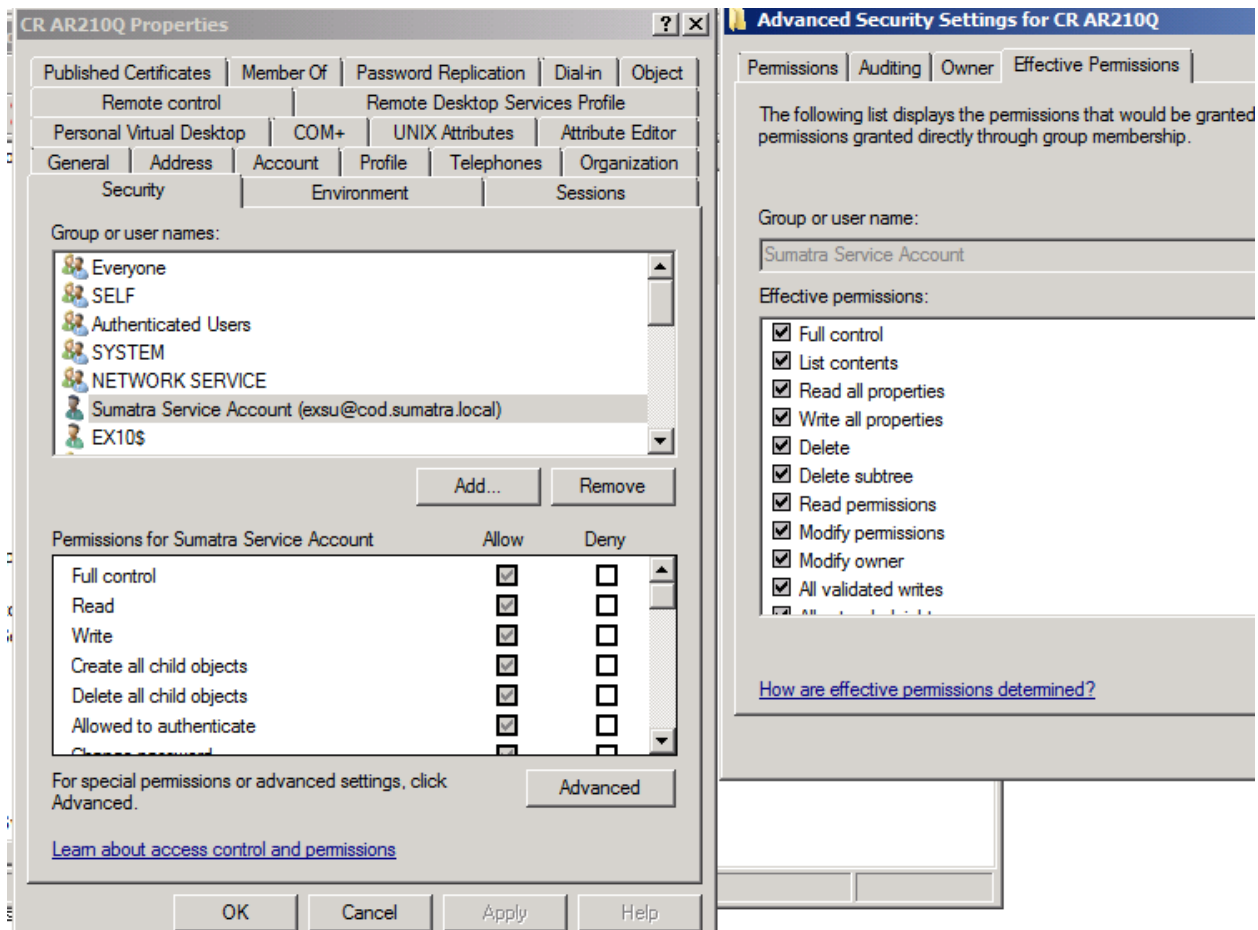 CR AR210Q Properties
Published Certificates Member Of Password Replication Dial-in Object
Remote control Remote Desktop Services Profile
Personal Virtual Desktop COM+ UNIX Attributes Attribute Editor
General Address Account Profile Telephones Organization
Security Environment Sessions
Group or user names:
Everyone
SELF
Authenticated Users
SYSTEM
NETWORK SERVICE
Sumatra Service Account (exsu@cod.sumatra.local)
EX10$
Add... Remove
Permissions for Sumatra Service Account Allow Deny
Full control
Read
Write
Create all child objects
Delete all child objects
Allowed to authenticate
Change password
For special permissions or advanced settings, click
Advanced.
Advanced
Learn about access control and permissions
OK Cancel Apply Help
Advanced Security Settings for CR AR210Q
Permissions Auditing Owner Effective Permissions
The following list displays the permissions that would be granted
permissions granted directly through group membership.
Group or user name:
Sumatra Service Account
Effective permissions:
Full control
List contents
Read all properties
Write all properties
Delete
Delete subtree
Read permissions
Modify permissions
Modify owner
All validated writes
How are effective permissions determined?